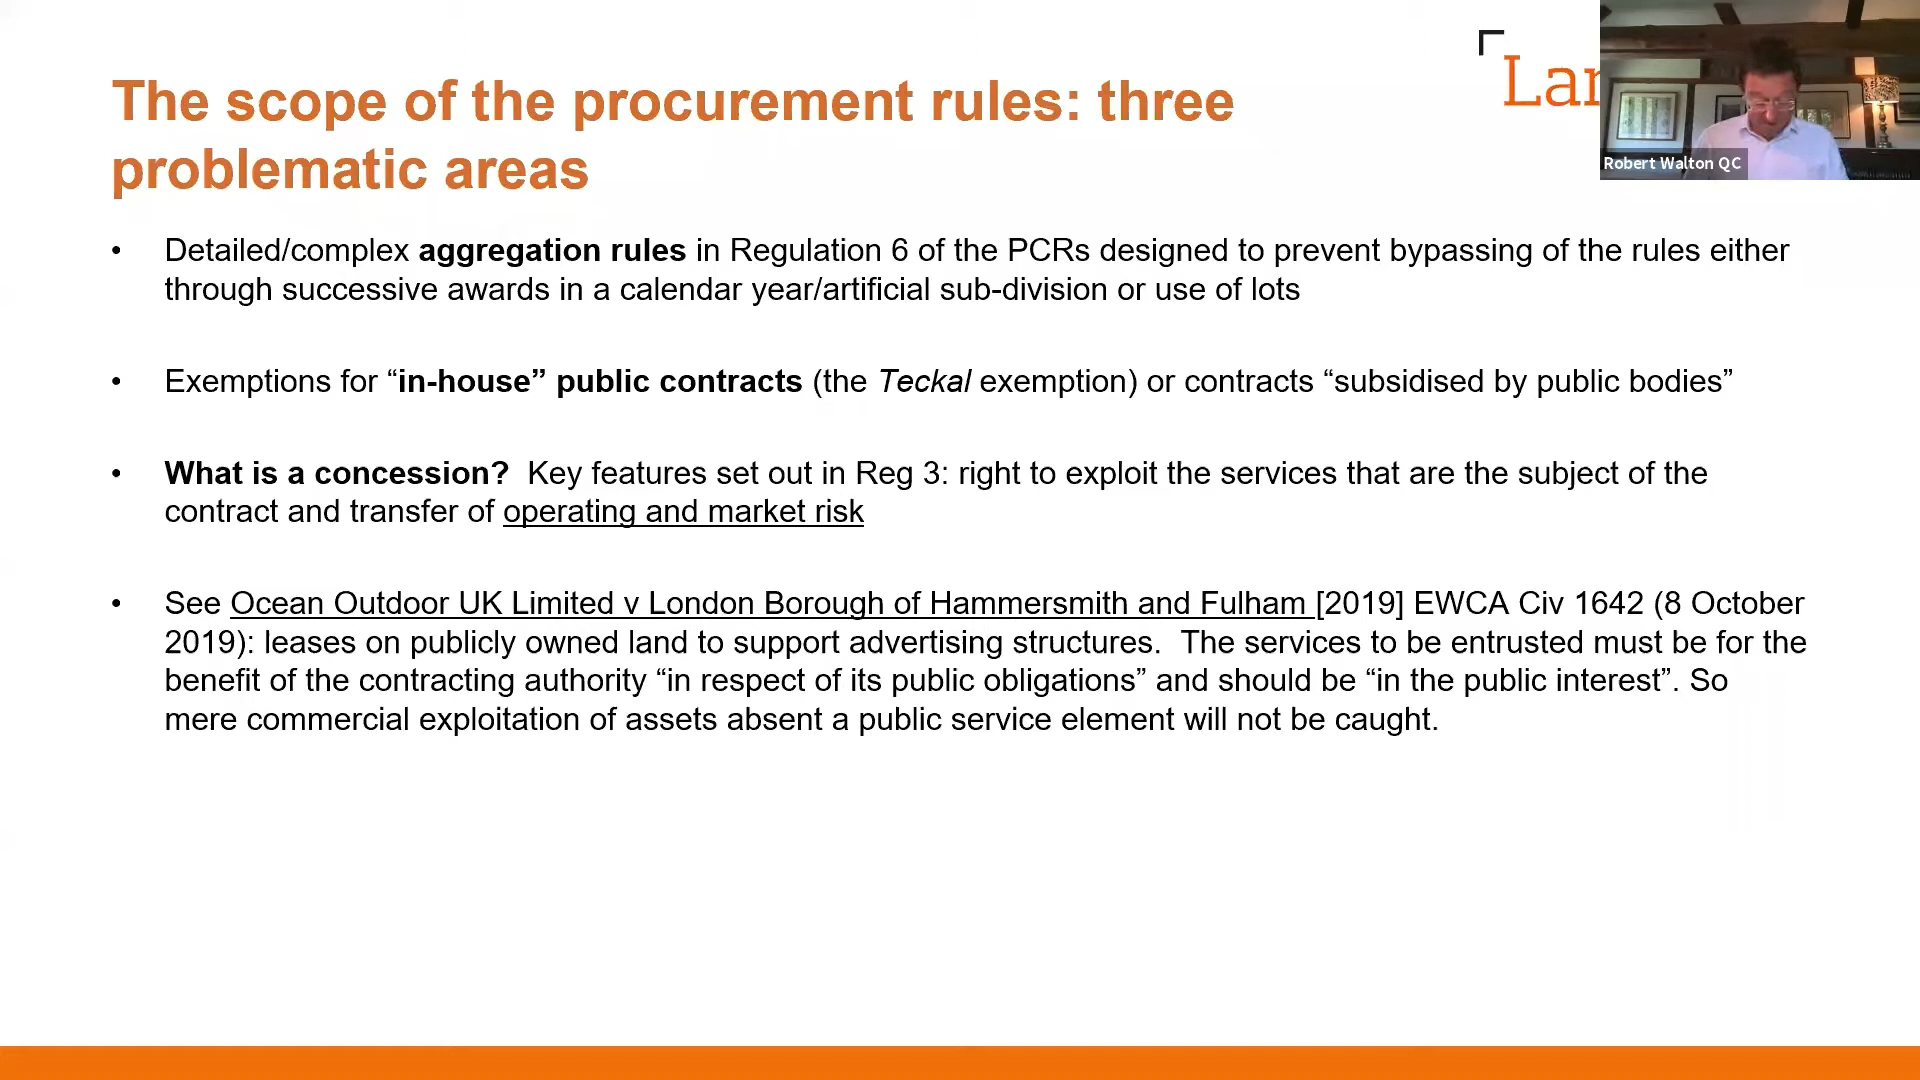 The scope of the procurement rules: three
problematic areas
Lan
Robert Walton QC
• Detailed/complex aggregation rules in Regulation 6 of the PCRs designed to prevent bypassing of the rules either
through successive awards in a calendar year/artificial sub-division or use of lots
• Exemptions for “in-house” public contracts (the Teckal exemption) or contracts “subsidised by public bodies”
• What is a concession?  Key features set out in Reg 3: right to exploit the services that are the subject of the
contract and transfer of operating and market risk
• See Ocean Outdoor UK Limited v London Borough of Hammersmith and Fulham [2019] EWCA Civ 1642 (8 October
2019): leases on publicly owned land to support advertising structures.  The services to be entrusted must be for the
benefit of the contracting authority “in respect of its public obligations” and should be “in the public interest”. So
mere commercial exploitation of assets absent a public service element will not be caught.